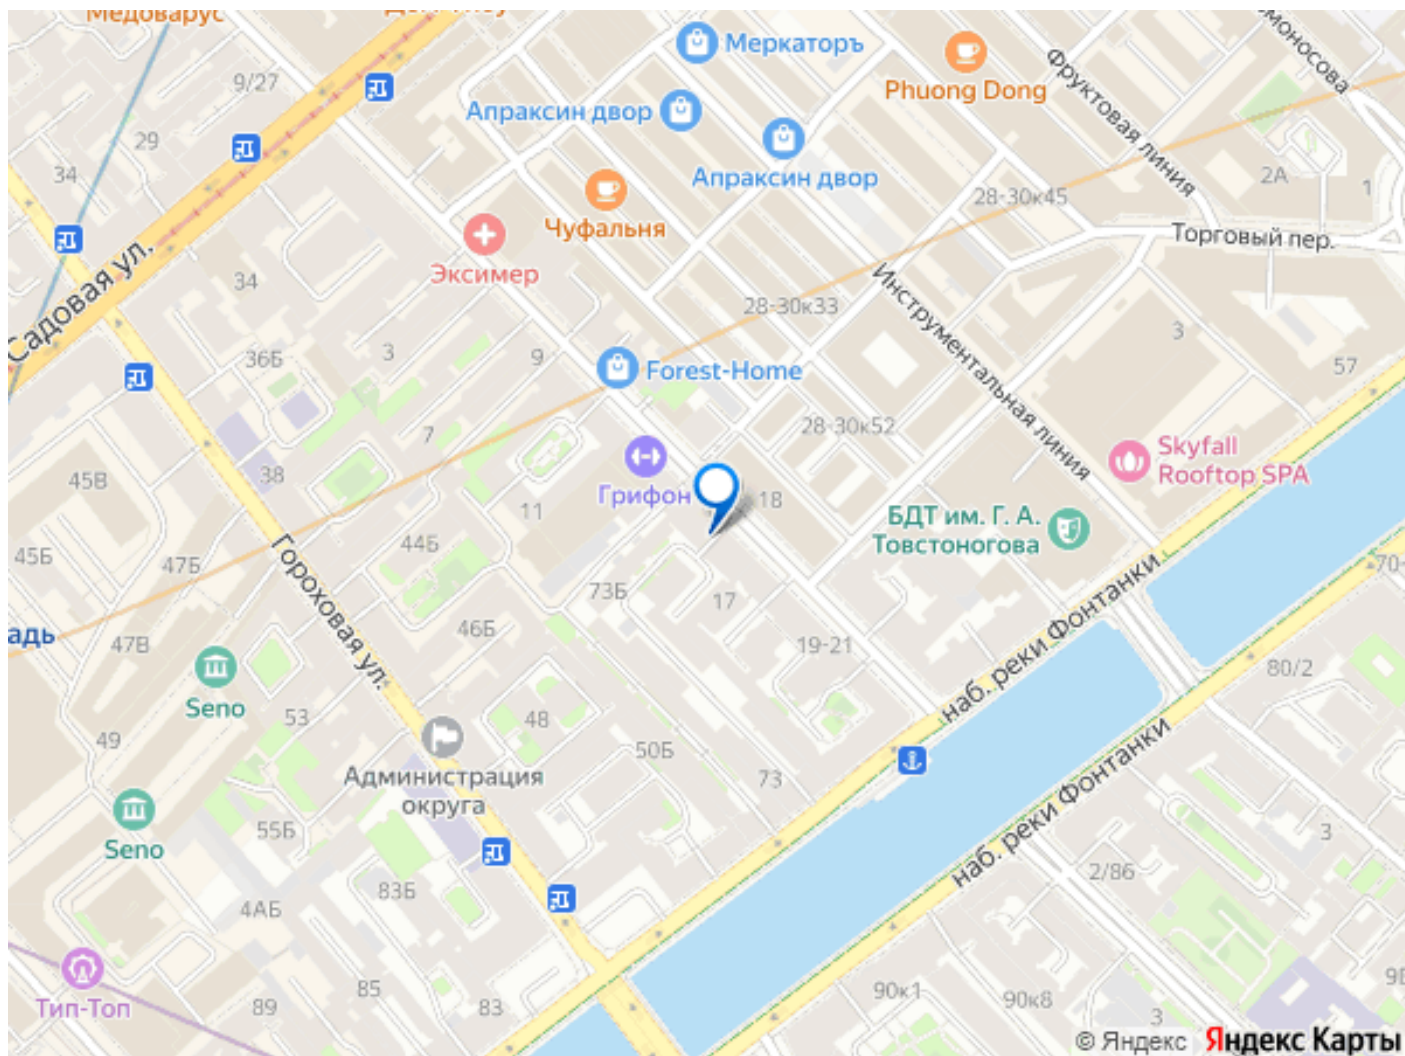 Медоварус
9/27
Меркаторъ
Phuong Dong
Апраксин двор
Апраксин двор
Фруктовая линия
29
34
2А
1
28-30к45
Чуфальня
Торговый пер.
Эксимер
Садовая ул.
34
Инструментальная линия
28-30к33
3
57
36Б
3
9
Forest-Home
28-30к52
7
Skyfall
Rooftop SPA
45В
38
Грифон
18
11
БДТ им. Г. А.
Товстоногова
45Б
47Б
44Б
Гороховая ул.
73Б
17
наб. реки Фонтанки
адь
47В
46Б
19-21
80/2
Seno
53
48
49
50Б
73
наб. реки Фонтанки
Администрация
округа
Seno
55Б
3
2/86
83Б
4АБ
Тип-Топ
89
85
83
90к1
90к8
3
© Яндекс Яндекс Карты